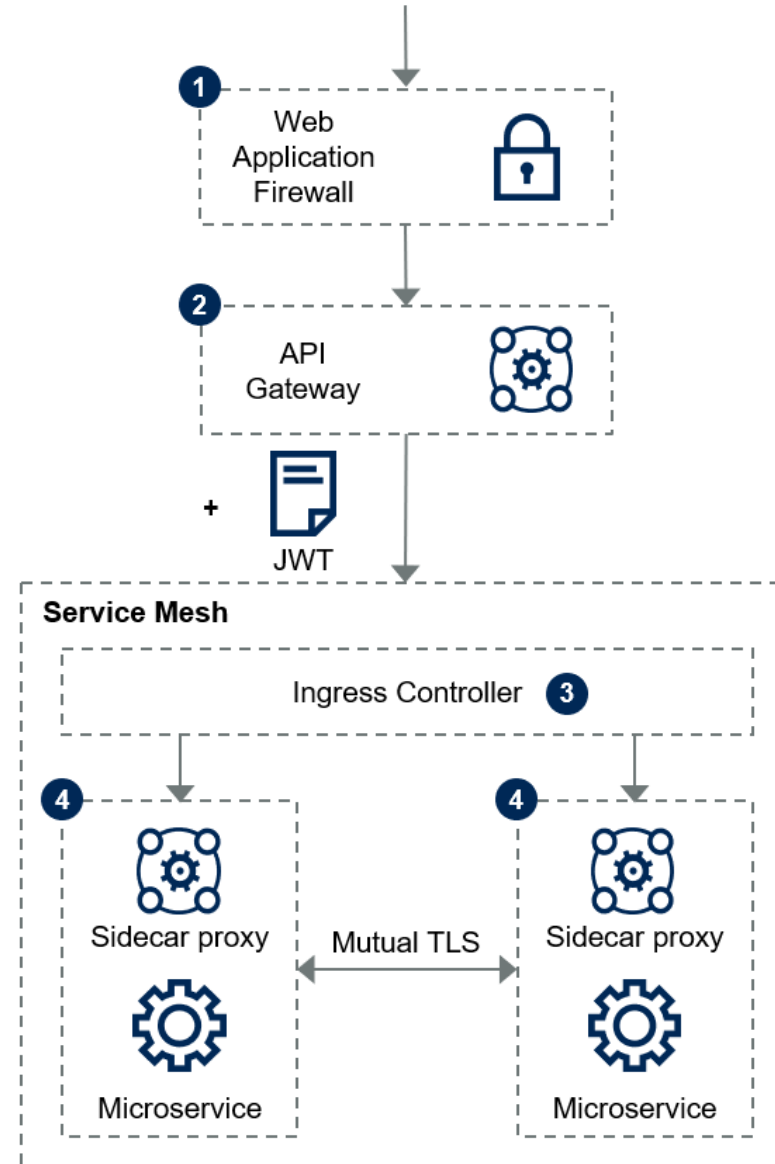 1
Web
Application
Firewall
2
API
Gateway
+
JWT
Service Mesh
Ingress Controller 3
4
4
Sidecar proxy
Mutual TLS
Sidecar proxy
Microservice
Microservice